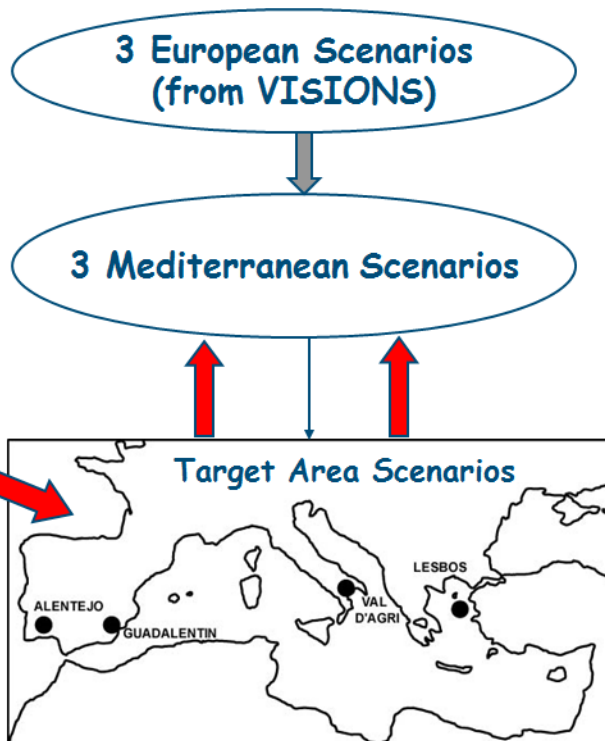 3 European Scenarios
(from VISIONS)
3 Mediterranean Scenarios
Target Area Scenarios
LESBOS
ALENTEJO
VAL
D'AGRI
GUADALENTIN